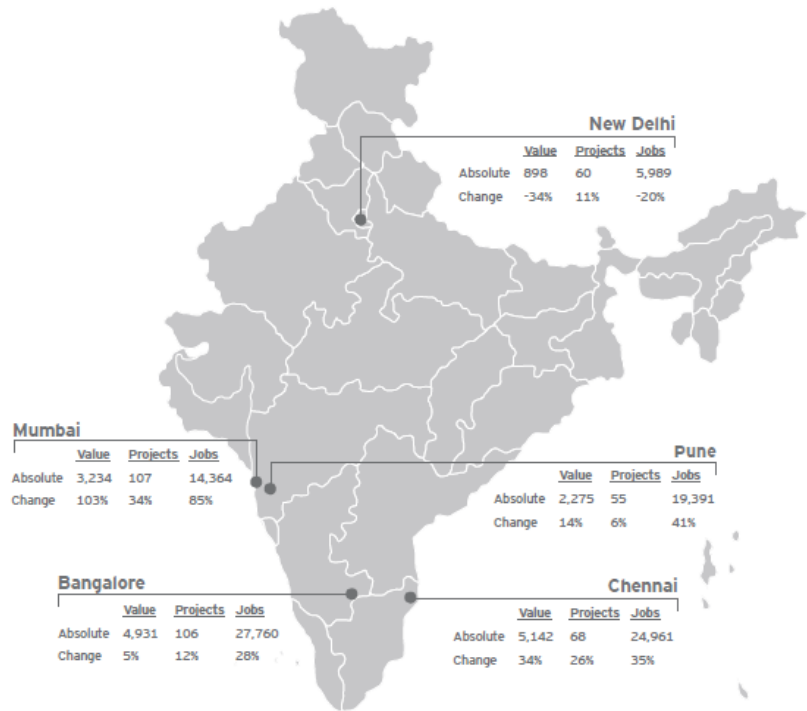 New Delhi
Value Projects Jobs
Absolute 898 60 5,989
Change -34% 11% -20%
Mumbai
Value Projects Jobs
Absolute 3,234 107 14,364
Change 103% 34% 85%
Pune
Value Projects Jobs
Absolute 2,275 55 19,391
Change 14% 6% 41%
Bangalore
Value Projects Jobs
Absolute 4,931 106 27,760
Change 5% 12% 28%
Chennai
Value Projects Jobs
Absolute 5,142 68 24,961
Change 34% 26% 35%